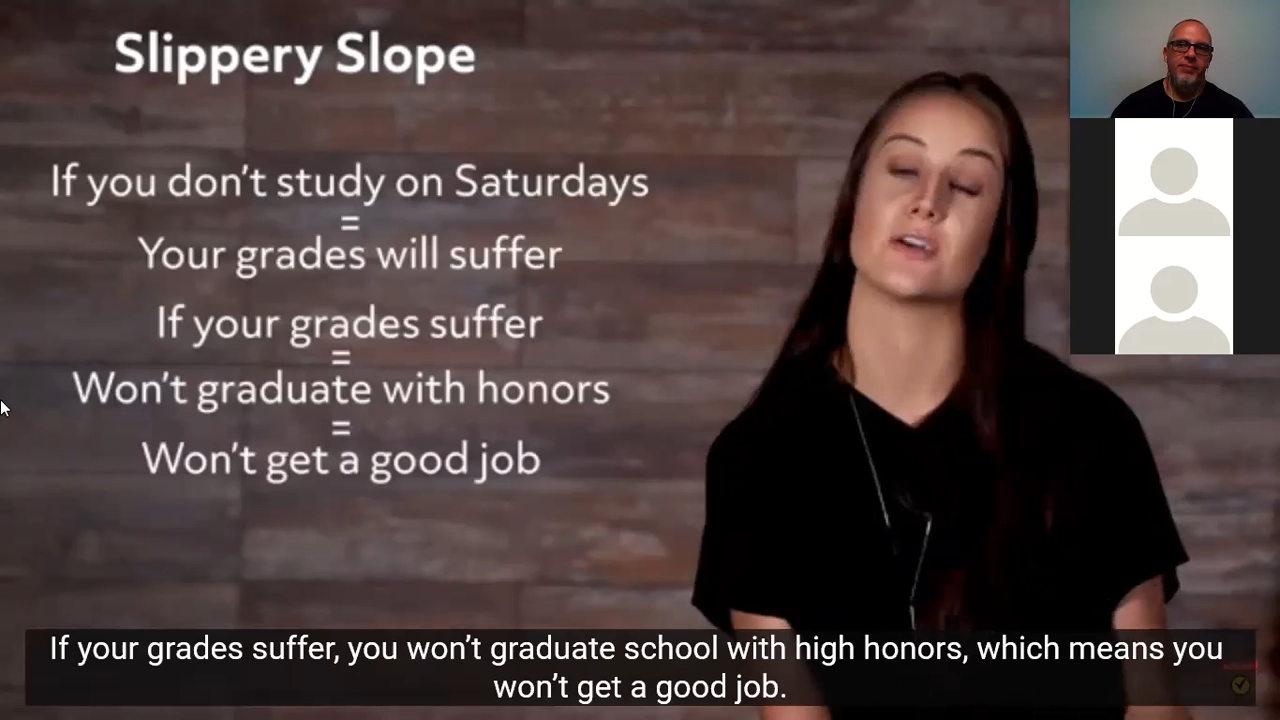 Slippery Slope
If you don't study on Saturdays
=
Your grades will suffer
If your grades suffer
=
Won't graduate with honors
=
Won't get a good job
If your grades suffer, you won't graduate school with high honors, which means you
won't get a good job.